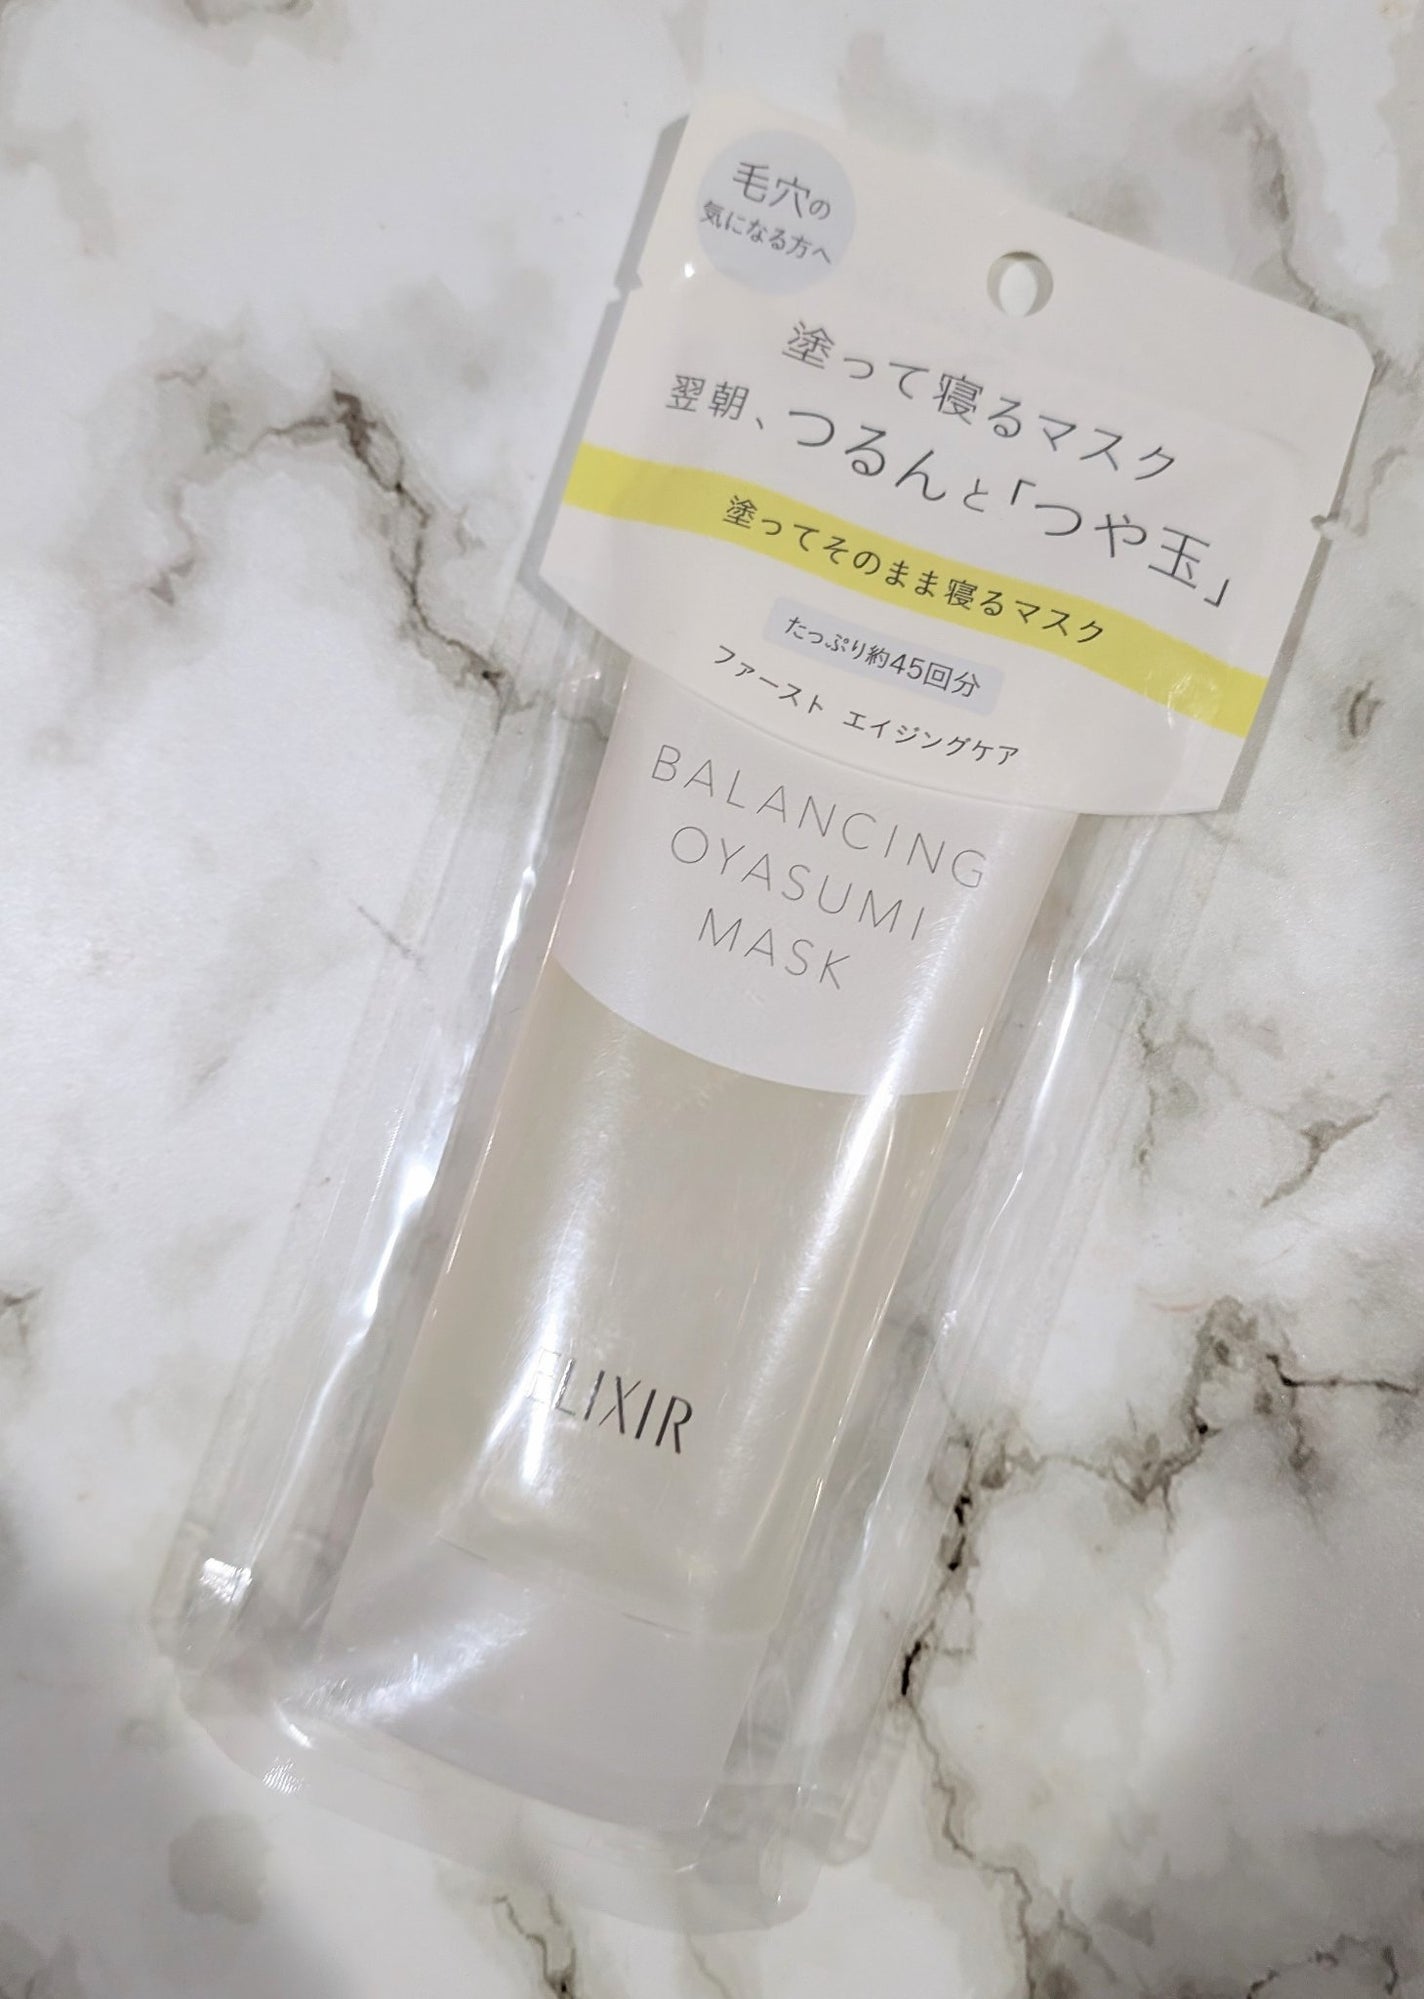 毛穴の
気になる方へ
塗って寝るマスク
翌朝、つるんと「つや玉」
塗ってそのまま寝るマスク
たっぷり約45回分
ファースト エイジングケア
BALANCING
OYASUMI
MASK
ELIXIR